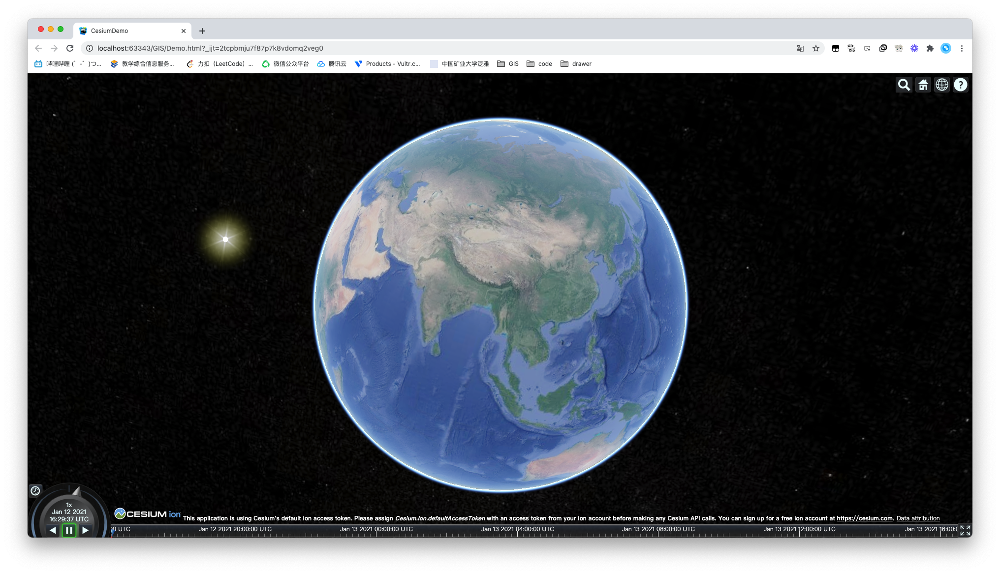 CesiumDemo
localhost:63343/GIS/Demo.html?_ijt=2tcpbmju7f87p7k8vdomq2veg0
Git Zip
哔哩哔哩 (゜-゜)つ... 教学综合信息服务... 力扣（LeetCode）... 微信公众平台 腾讯云 Products - Vultr.c... 中国矿业大学泛雅 GIS code drawer
?
1x
Jan 12 2021
16:29:37 UTC
CESIUM ion
This application is using Cesium's default ion access token. Please assign Cesium.Ion.defaultAccessToken with an access token from your ion account before making any Cesium API calls. You can sign up for a free ion account at https://cesium.com. Data attribution
UTC Jan 12 2021 20:00:00 UTC Jan 13 2021 00:00:00 UTC Jan 13 2021 04:00:00 UTC Jan 13 2021 08:00:00 UTC Jan 13 2021 12:00:00 UTC Jan 13 2021 16:00:0